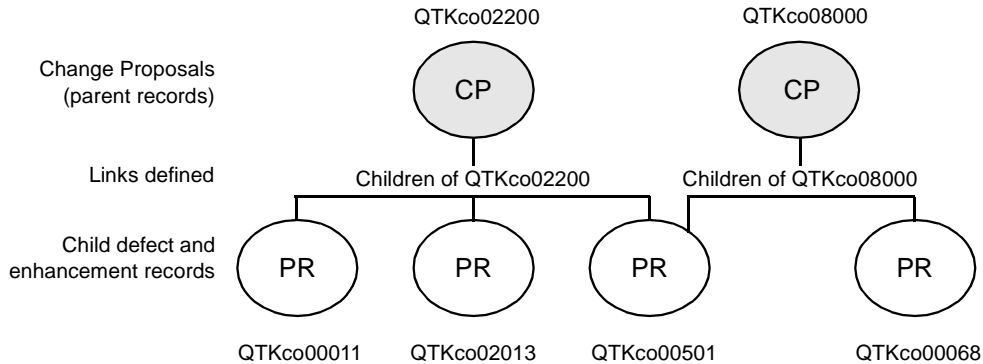 QTKco02200
QTKco08000
Change Proposals
(parent records)
CP
CP
Links defined
Children of QTKco02200
Children of QTKco08000
Child defect and
enhancement records
PR
PR
PR
PR
QTKco00011
QTKco02013
QTKco00501
QTKco00068